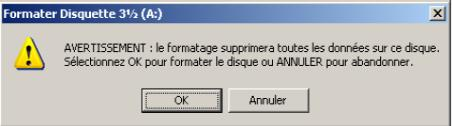 Formater Disquette 3½ (A:)
AVERTISSEMENT : le formatage supprimera toutes les données sur ce disque.
Sélectionnez OK pour formater le disque ou ANNULER pour abandonner.
OK
Annuler